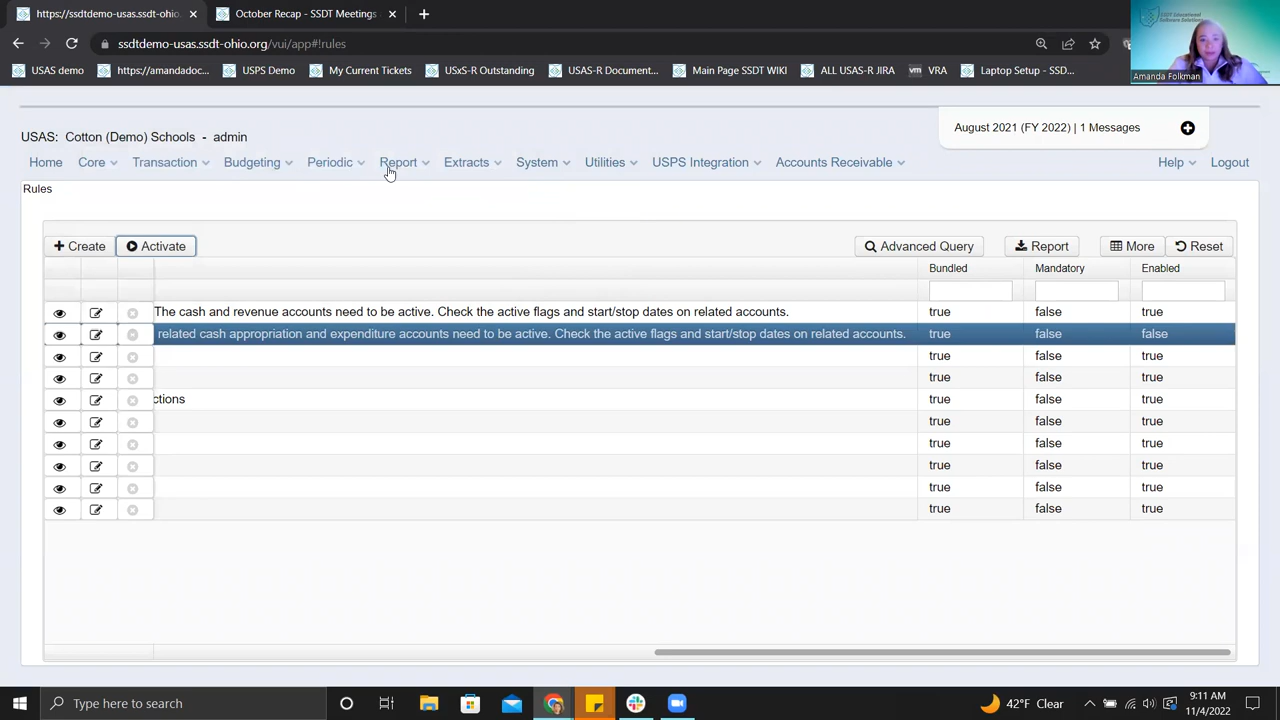 https://ssdtdemo-usas.ssdt-ohio.
October Recap - SSDT Meetings
ssdtdemo-usas.ssdt-ohio.org/vui/app#!rules
USAS demo
https://amandadoc...
USPS Demo
My Current Tickets
USxS-R Outstanding
USAS-R Document...
Main Page SSDT WIKI
ALL USAS-R JIRA
vm VRA
Laptop Setup - SSD...
Amanda Folkman
USAS: Cotton (Demo) Schools - admin
August 2021 (FY 2022) | 1 Messages
Home Core Transaction Budgeting Periodic Report Extracts System Utilities USPS Integration Accounts Receivable Help Logout
Rules
Create Activate Advanced Query Report More Reset
Bundled Mandatory Enabled
The cash and revenue accounts need to be active. Check the active flags and start/stop dates on related accounts. true false true
related cash appropriation and expenditure accounts need to be active. Check the active flags and start/stop dates on related accounts. true false false
true false true
true false true
ctions true false true
true false true
true false true
true false true
true false true
true false true
Type here to search
42°F Clear
9:11 AM
11/4/2022